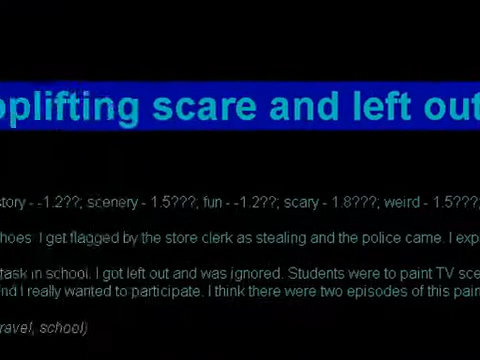 oplifting scare and left out
story - -1.2??; scenery - 1.5???; fun - -1.2??; scary - 1.8???; weird - 1.5???;
hoes. I get flagged by the store clerk as stealing and the police came. I exp
task in school. I got left out and was ignored. Students were to paint TV sce
nd I really wanted to participate. I think there were two episodes of this pain
ravel, school)